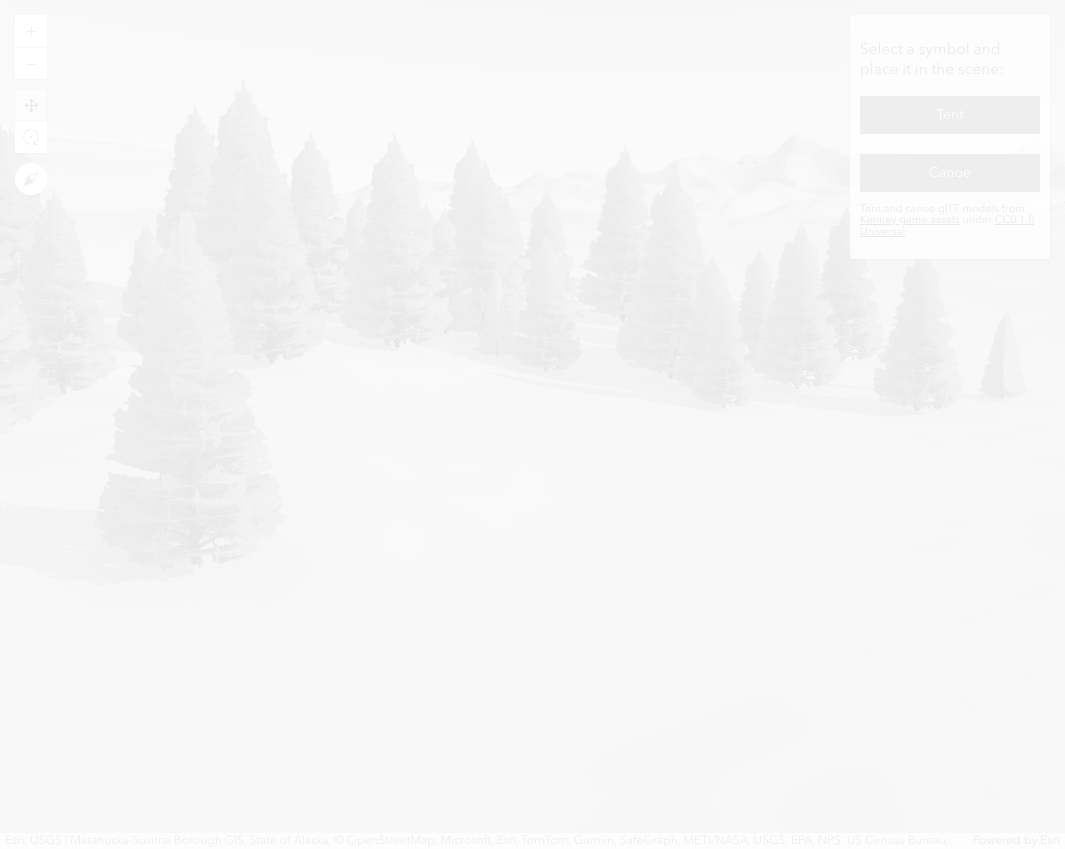 Select a symbol and
place it in the scene:
Tent
Canoe
Tent and canoe glTF models from
Kenney game assets under CC0 1.0
Universal.
Esri, USGS | Matanuska-Susitna Borough GIS, State of Alaska, © OpenStreetMap, Microsoft, Esri, TomTom, Garmin, SafeGraph, METI/NASA, USGS, EPA, NPS, US Census Bureau,... Powered by Esri